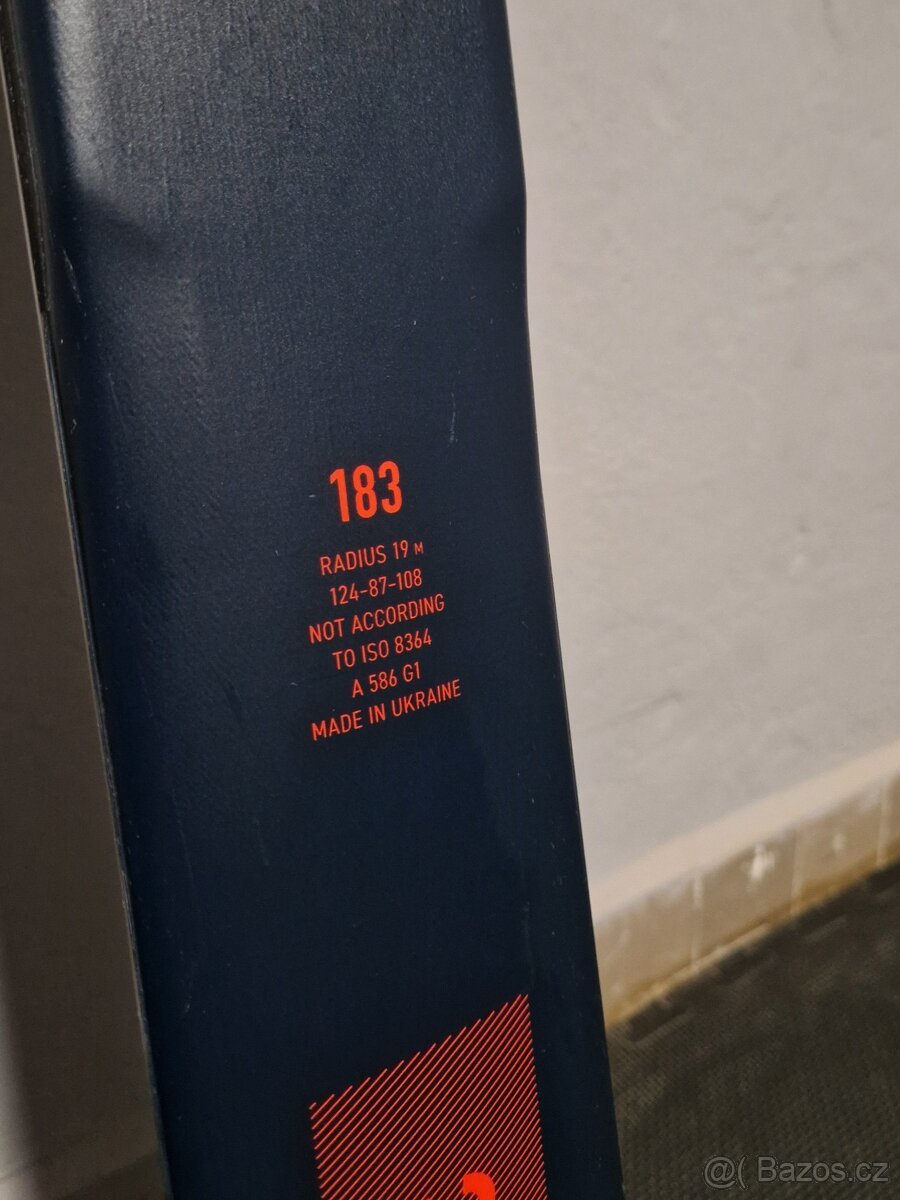 183
RADIUS 19 M
124-87-108
NOT ACCORDING
TO ISO 8364
A 586 G1
MADE IN UKRAINE
@( Bazos.cz